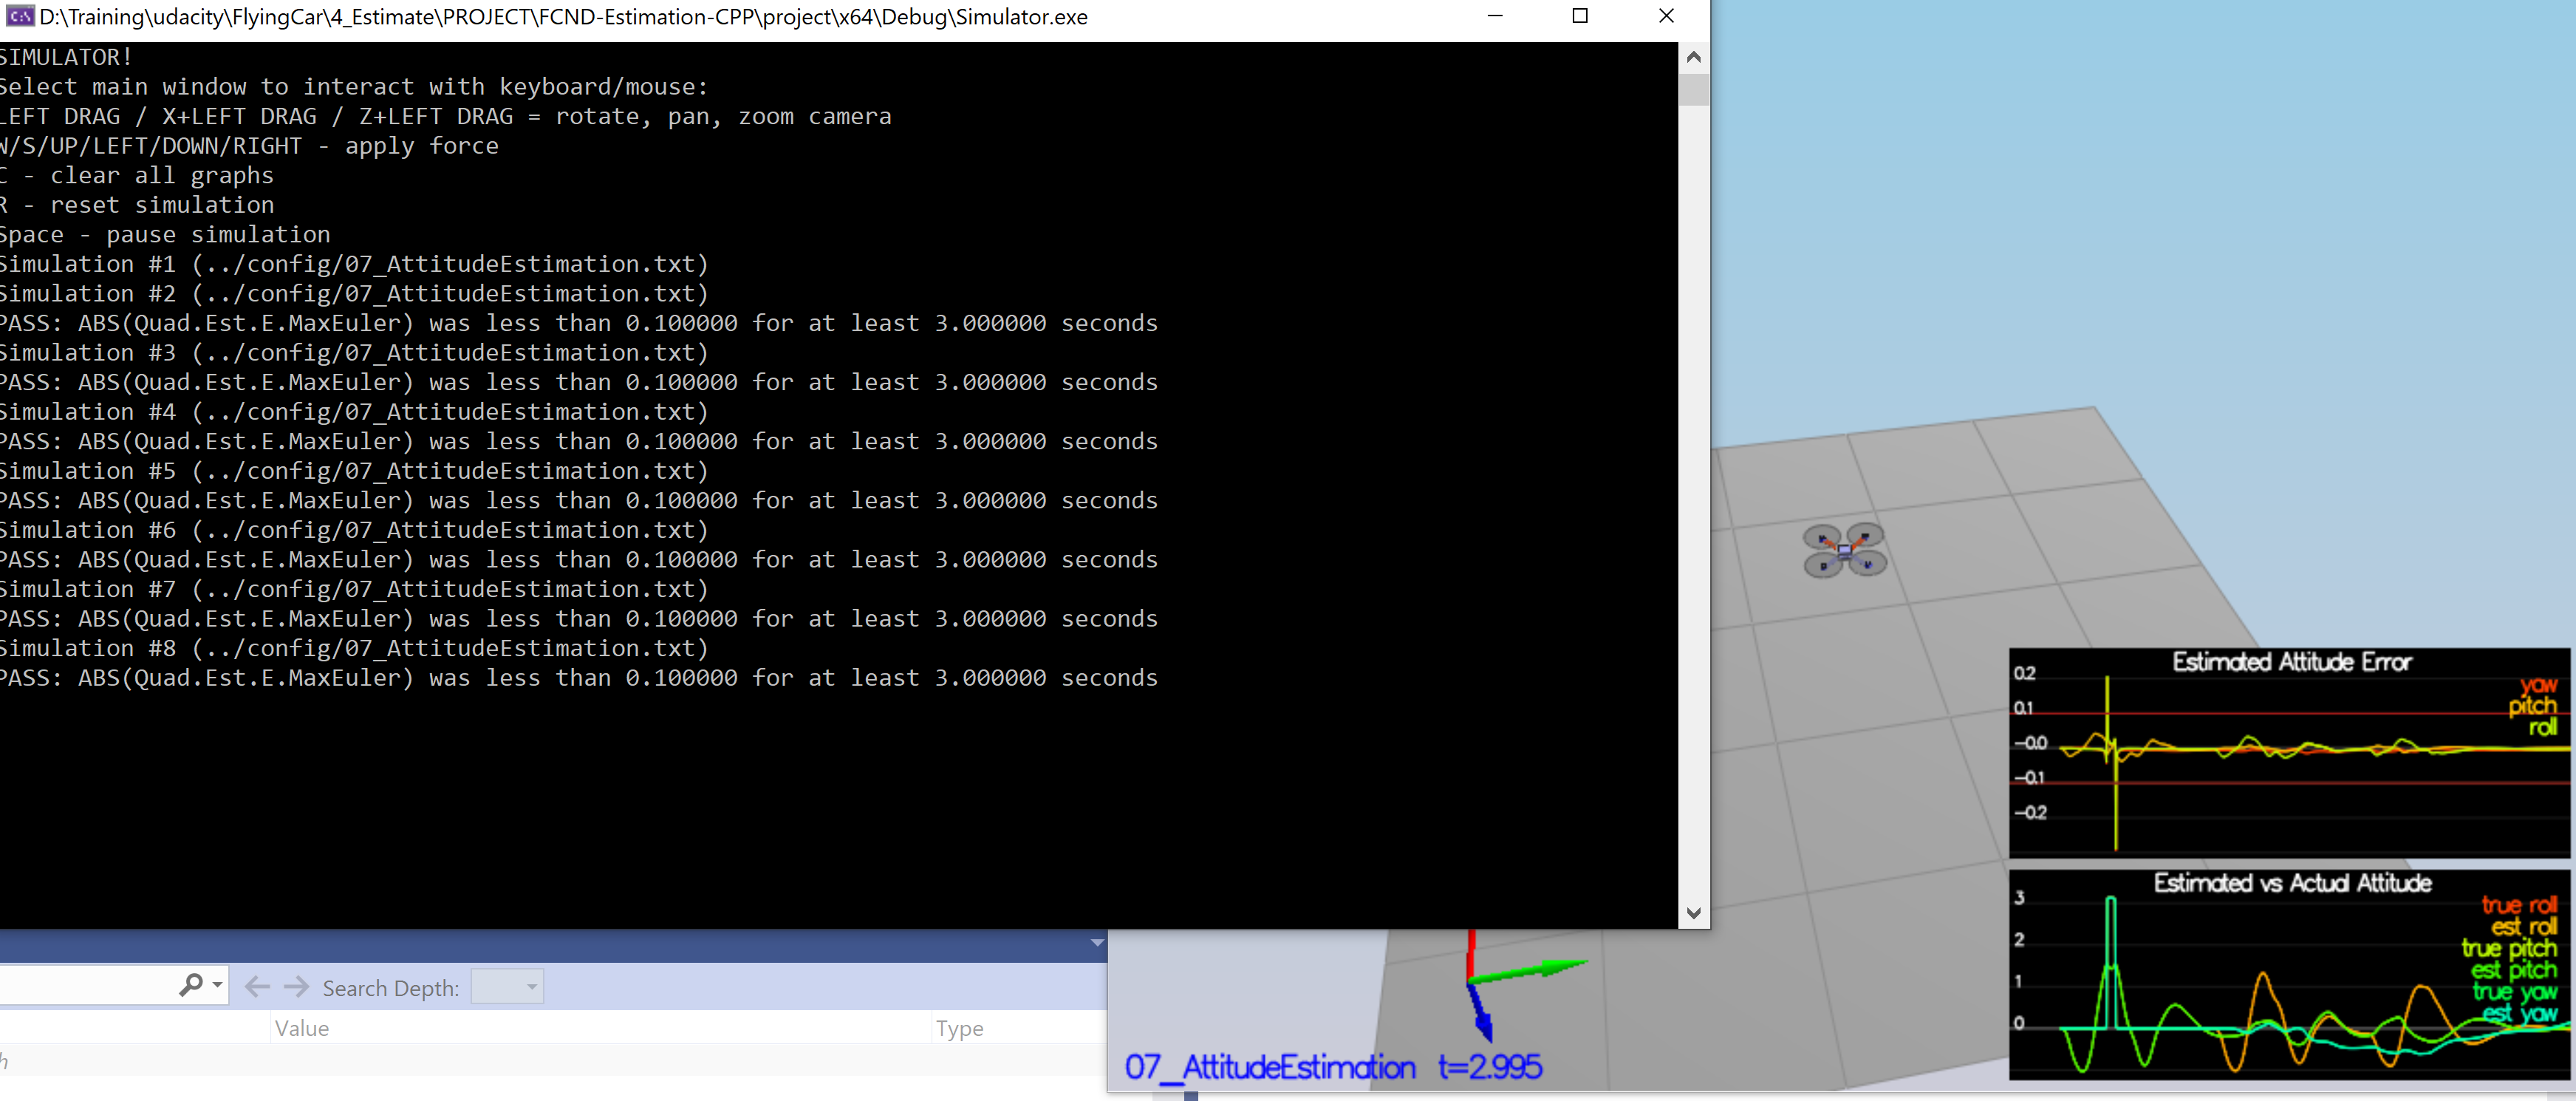 D:\Training\udacity\FlyingCar\4_Estimate\PROJECT\FCND-Estimation-CPP\project\x64\Debug\Simulator.exe
SIMULATOR!
Select main window to interact with keyboard/mouse:
LEFT DRAG / X+LEFT DRAG / Z+LEFT DRAG = rotate, pan, zoom camera
W/S/UP/LEFT/DOWN/RIGHT - apply force
C - clear all graphs
R - reset simulation
Space - pause simulation
Simulation #1 (../config/07_AttitudeEstimation.txt)
Simulation #2 (../config/07_AttitudeEstimation.txt)
PASS: ABS(Quad.Est.E.MaxEuler) was less than 0.100000 for at least 3.000000 seconds
Simulation #3 (../config/07_AttitudeEstimation.txt)
PASS: ABS(Quad.Est.E.MaxEuler) was less than 0.100000 for at least 3.000000 seconds
Simulation #4 (../config/07_AttitudeEstimation.txt)
PASS: ABS(Quad.Est.E.MaxEuler) was less than 0.100000 for at least 3.000000 seconds
Simulation #5 (../config/07_AttitudeEstimation.txt)
PASS: ABS(Quad.Est.E.MaxEuler) was less than 0.100000 for at least 3.000000 seconds
Simulation #6 (../config/07_AttitudeEstimation.txt)
PASS: ABS(Quad.Est.E.MaxEuler) was less than 0.100000 for at least 3.000000 seconds
Simulation #7 (../config/07_AttitudeEstimation.txt)
PASS: ABS(Quad.Est.E.MaxEuler) was less than 0.100000 for at least 3.000000 seconds
Simulation #8 (../config/07_AttitudeEstimation.txt)
PASS: ABS(Quad.Est.E.MaxEuler) was less than 0.100000 for at least 3.000000 seconds
Estimated Attitude Error
0.2
0.1
-0.0
-0.1
-0.2
yaw
pitch
roll
Estimated vs Actual Attitude
3
2
1
0
true roll
est roll
true pitch
est pitch
true yaw
est yaw
Search Depth:
Value
Type
h
07_AttitudeEstimation t=2.995